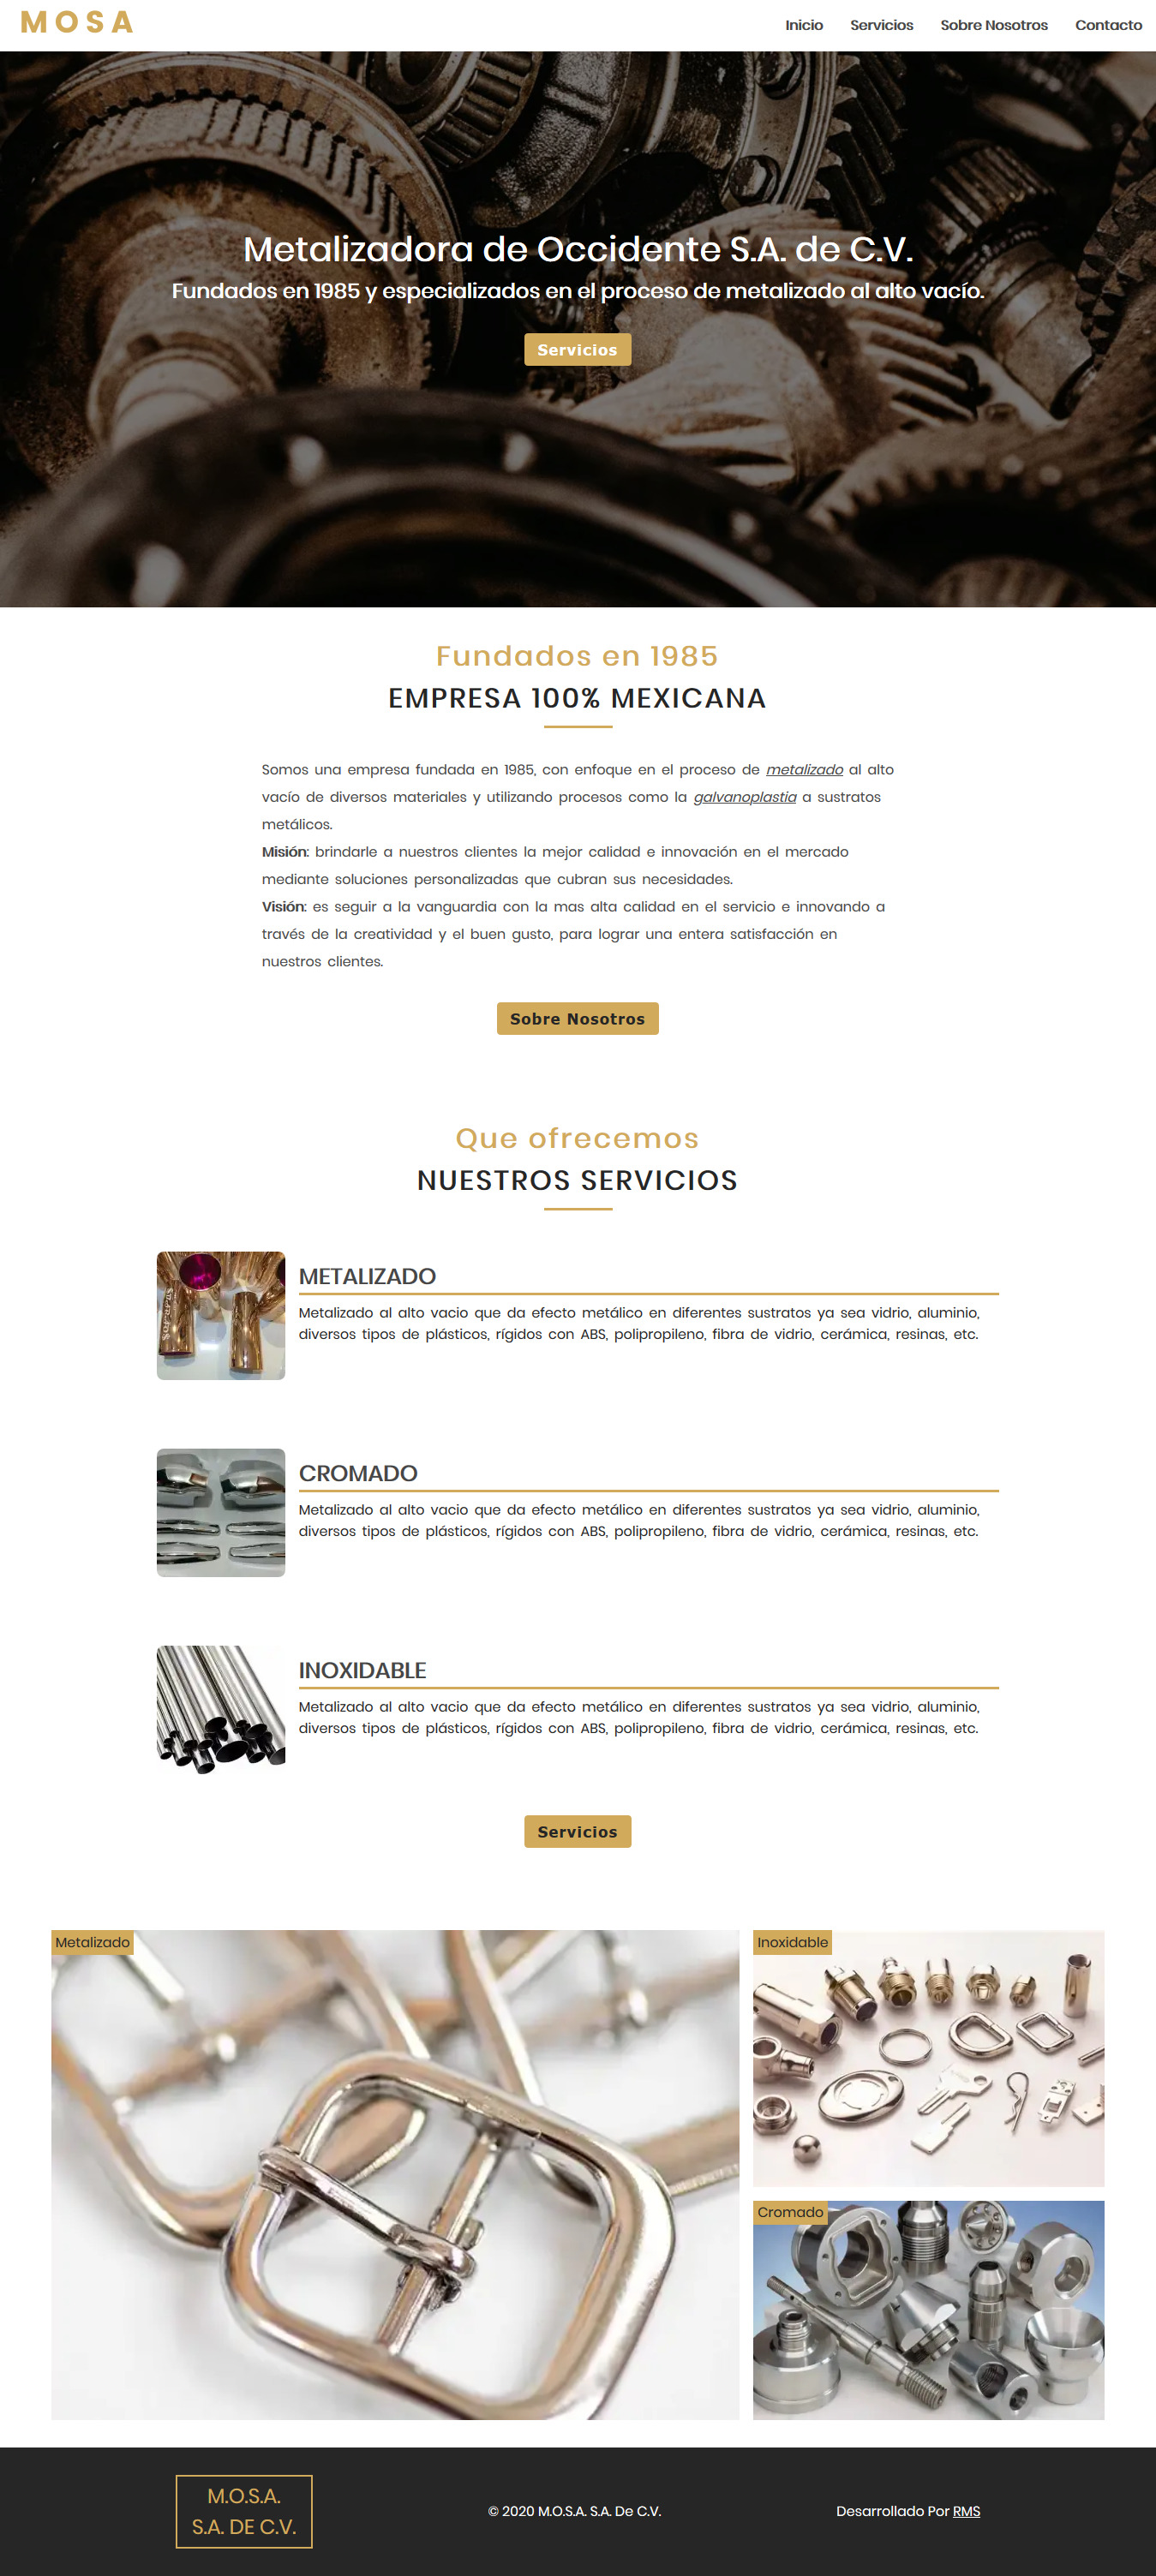 MOSA
Inicio Servicios Sobre Nosotros Contacto
Metalizadora de Occidente S.A. de C.V.
Fundados en 1985 y especializados en el proceso de metalizado al alto vacío.
Servicios
Fundados en 1985
EMPRESA 100% MEXICANA
Somos una empresa fundada en 1985, con enfoque en el proceso de metalizado al alto
vacío de diversos materiales y utilizando procesos como la galvanoplastia a sustratos
metálicos.
Misión: brindarle a nuestros clientes la mejor calidad e innovación en el mercado
mediante soluciones personalizadas que cubran sus necesidades.
Visión: es seguir a la vanguardia con la mas alta calidad en el servicio e innovando a
través de la creatividad y el buen gusto, para lograr una entera satisfacción en
nuestros clientes.
Sobre Nosotros
Que ofrecemos
NUESTROS SERVICIOS
METALIZADO
Metalizado al alto vacio que da efecto metálico en diferentes sustratos ya sea vidrio, aluminio,
diversos tipos de plásticos, rígidos con ABS, polipropileno, fibra de vidrio, cerámica, resinas, etc.
CROMADO
Metalizado al alto vacio que da efecto metálico en diferentes sustratos ya sea vidrio, aluminio,
diversos tipos de plásticos, rígidos con ABS, polipropileno, fibra de vidrio, cerámica, resinas, etc.
INOXIDABLE
Metalizado al alto vacio que da efecto metálico en diferentes sustratos ya sea vidrio, aluminio,
diversos tipos de plásticos, rígidos con ABS, polipropileno, fibra de vidrio, cerámica, resinas, etc.
Servicios
Metalizado
Inoxidable
Cromado
M.O.S.A.
S.A. DE C.V.
© 2020 M.O.S.A. S.A. De C.V.
Desarrollado Por RMS